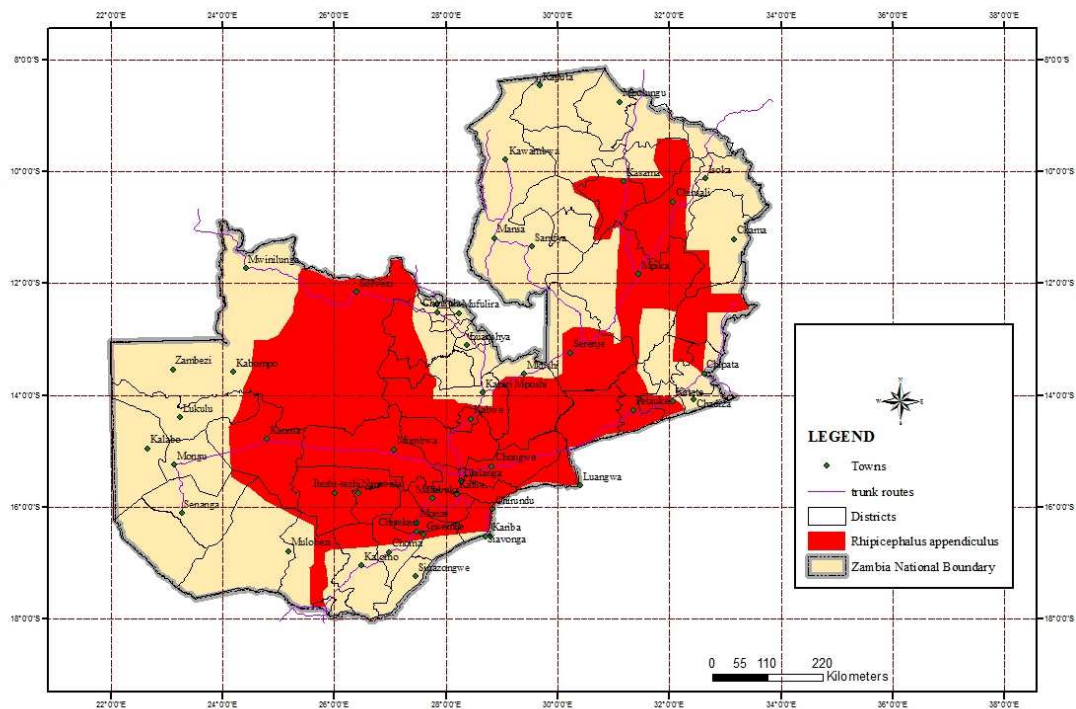 22°0'0"E 24°0'0"E 26°0'0"E 28°0'0"E 30°0'0"E 32°0'0"E 34°0'0"E 36°0'0"E 38°0'0"E
8°0'0"S 8°0'0"S
Kaputa
Mpulungu
Kawambwa
10°0'0"S 10°0'0"S
Kasama
Isoka
Chinsali
Mansa
Samfya
Chama
Mwinilunga
Mpika
12°0'0"S 12°0'0"S
Solwezi
Mufulira
Luanshya
Serenje
Zambezi
Kabompo
Mkushi
Chipata
Kapiri Mposhi
14°0'0"S 14°0'0"S
Lukulu
Petauke
Katete
Chadiza
Kabwe
Kaoma
Kalabo
Mumbwa
Mongu
Chongwe
Luangwa
Itezhi-tezhi
Namwala
Mazabuka
Kafue
16°0'0"S 16°0'0"S
Senanga
Chirundu
Monze
Gwembe
Kariba
Siavonga
Mulobezi
Choma
Kalomo
Sinazongwe
18°0'0"S 18°0'0"S
N
W E
S
LEGEND
Towns
trunk routes
Districts
Rhipicephalus appendiculus
Zambia National Boundary
0 55 110 220
Kilometers
22°0'0"E 24°0'0"E 26°0'0"E 28°0'0"E 30°0'0"E 32°0'0"E 34°0'0"E 36°0'0"E 38°0'0"E